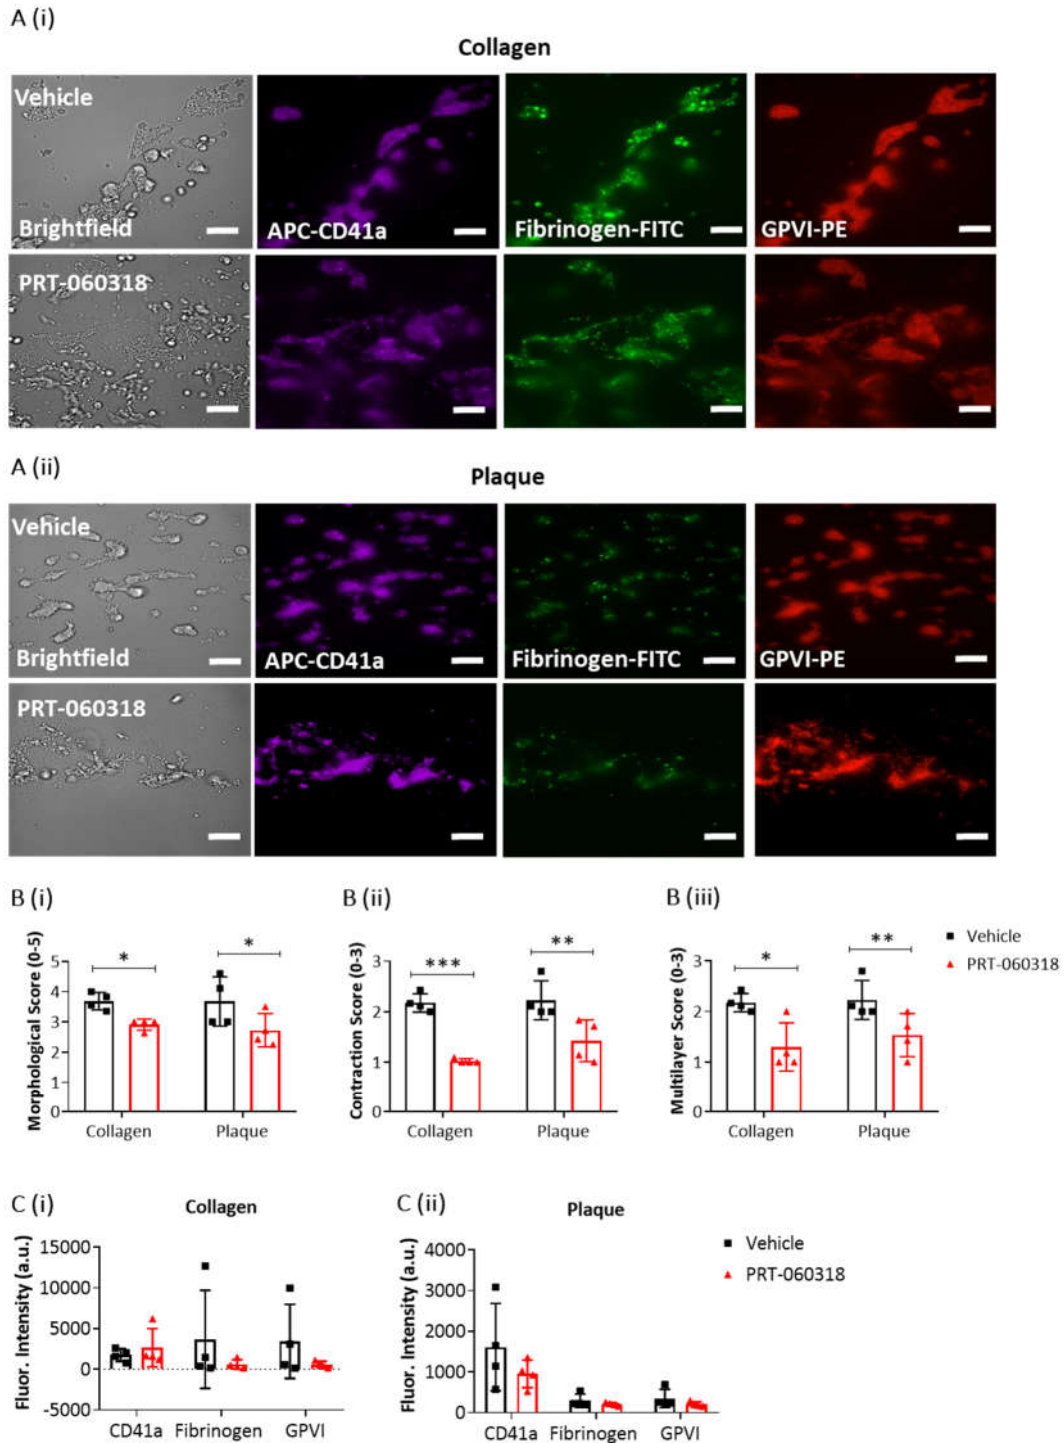 A (i)
Collagen
Vehicle
Brightfield
APC-CD41a
Fibrinogen-FITC
GPVI-PE
PRT-060318
A (ii)
Plaque
Vehicle
Brightfield
APC-CD41a
Fibrinogen-FITC
GPVI-PE
PRT-060318
B (i)
Morphological Score (0-5)
5
4
3
2
1
0
*
*
Collagen
Plaque
B (ii)
Contraction Score (0-3)
3
2
1
0
***
**
Collagen
Plaque
B (iii)
Multilayer Score (0-3)
3
2
1
0
*
**
Collagen
Plaque
Vehicle
PRT-060318
C (i)
Collagen
Fluor. Intensity (a.u.)
15000
10000
5000
0
-5000
CD41a
Fibrinogen
GPVI
C (ii)
Plaque
Fluor. Intensity (a.u.)
4000
3000
2000
1000
0
CD41a
Fibrinogen
GPVI
Vehicle
PRT-060318